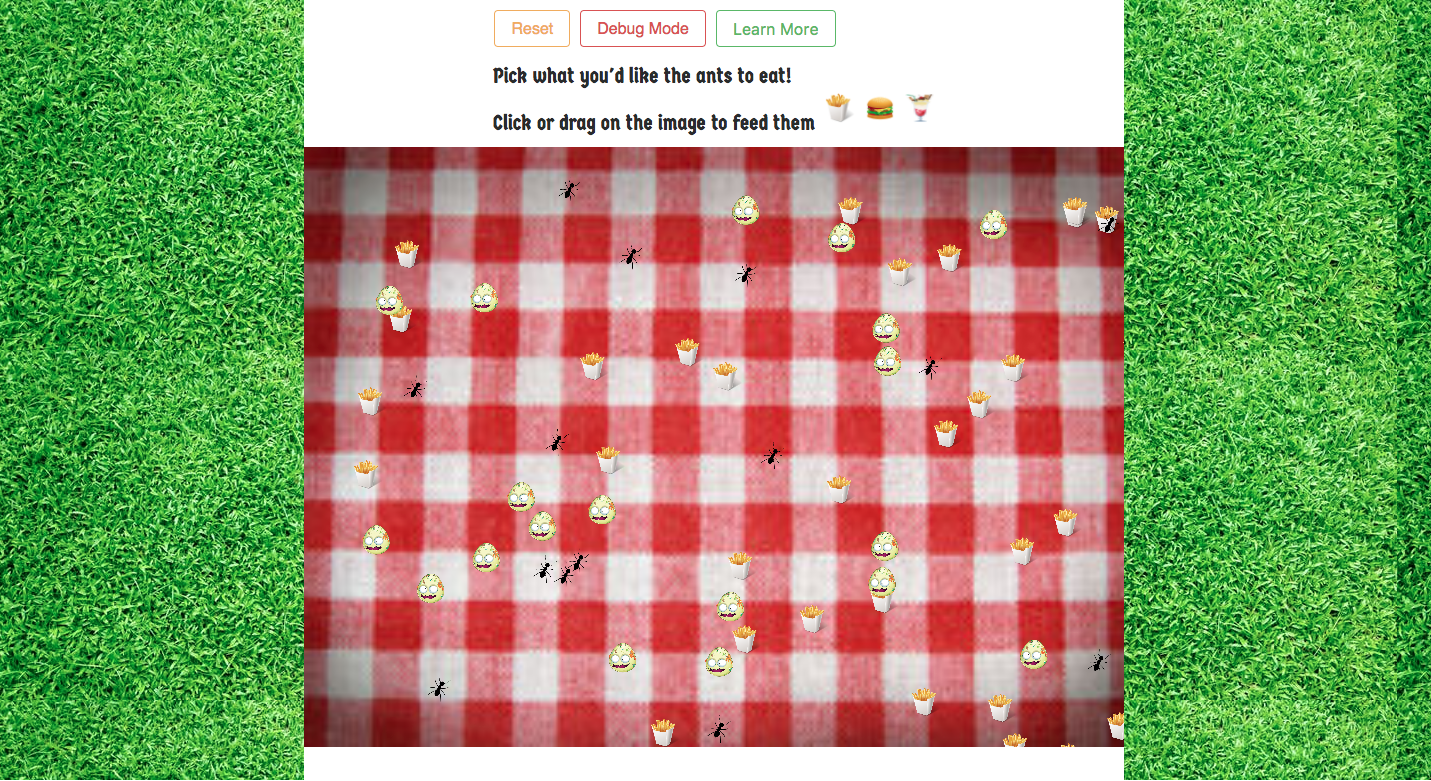 Reset
Debug Mode
Learn More
Pick what you'd like the ants to eat!
Click or drag on the image to feed them